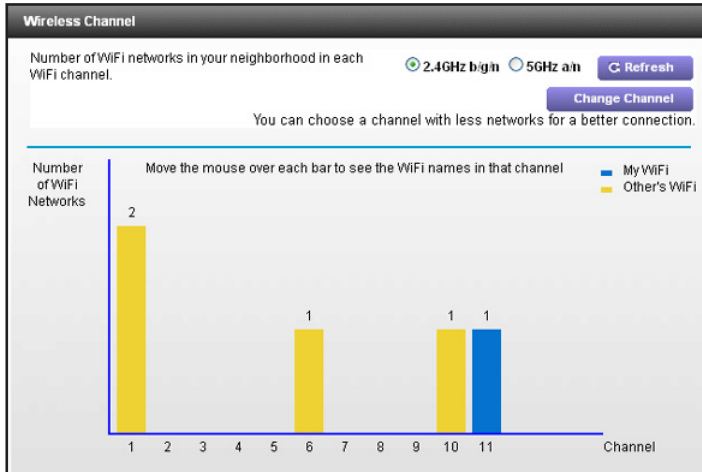 Wireless Channel
Number of WiFi networks in your neighborhood in each
WiFi channel.
2.4GHz b/g/n 5GHz a/n Refresh
Change Channel
You can choose a channel with less networks for a better connection.
Number
of WiFi
Networks
Move the mouse over each bar to see the WiFi names in that channel
My WiFi
Other's WiFi
2
1
1
1
1 2 3 4 5 6 7 8 9 10 11 Channel